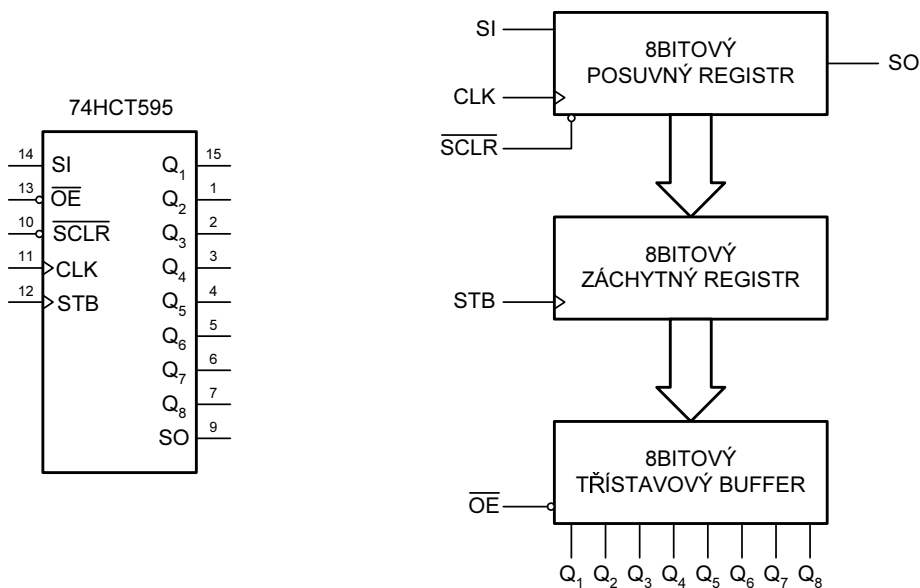 74HCT595
14 SI Q1 15
13 OE Q2 1
10 SCLR Q3 2
11 CLK Q4 3
12 STB Q5 4
Q6 5
Q7 6
Q8 7
SO 9
SI
CLK
SCLR
8BITOVÝ
POSUVNÝ REGISTR
SO
STB
8BITOVÝ
ZÁCHYTNÝ REGISTR
OE
8BITOVÝ
TŘÍSTAVOVÝ BUFFER
Q1 Q2 Q3 Q4 Q5 Q6 Q7 Q8